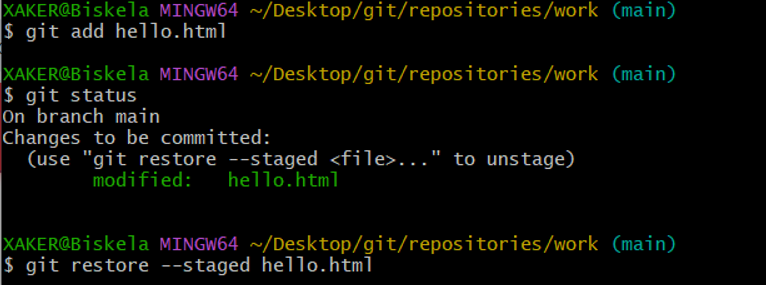 XAKER@Biskela MINGW64 ~/Desktop/git/repositories/work (main)
$ git add hello.html
XAKER@Biskela MINGW64 ~/Desktop/git/repositories/work (main)
$ git status
On branch main
Changes to be committed:
  (use "git restore --staged <file>..." to unstage)
        modified:   hello.html
XAKER@Biskela MINGW64 ~/Desktop/git/repositories/work (main)
$ git restore --staged hello.html